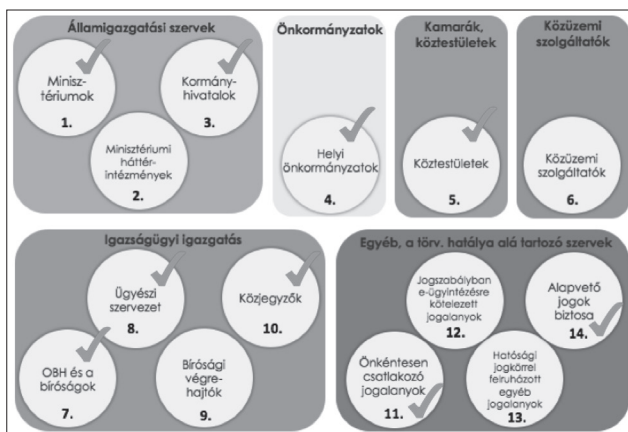 Államigazgatási szervek
Minisz-
tériumok
1.
Kormány-
hivatalok
3.
Minisztériumi
háttér-
intézmények
2.
Önkormányzatok
Helyi
önkormányzatok
4.
Kamarák,
köztestületek
Köztestületek
5.
Közüzemi
szolgáltatók
Közüzemi
szolgáltatók
6.
Igazságügyi igazgatás
Ügyészi
szervezet
8.
Közjegyzők
10.
OBH és a
bíróságok
7.
Bírósági
végre-
hajtók
9.
Egyéb, a törv. hatálya alá tartozó szervek
Jogszabályban
e-ügyintézésre
kötelezett
jogalanyok
12.
Alapvető
jogok
biztosa
14.
Önkéntesen
csatlakozó
jogalanyok
11.
Hatósági
jogkörrel
felruházott
egyéb
jogalanyok
13.